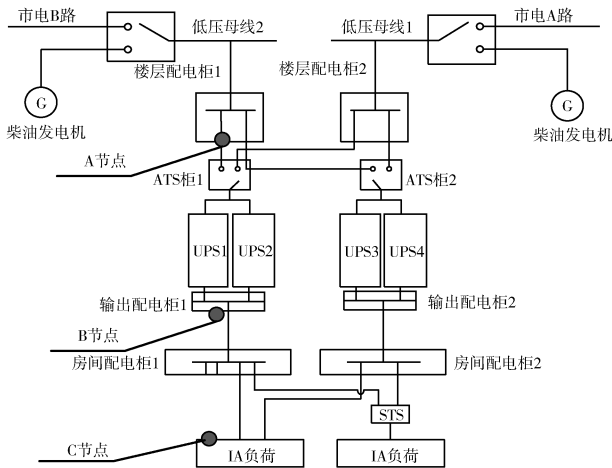 市电B路
低压母线2
低压母线1
市电A路
楼层配电柜1
楼层配电柜2
G
G
柴油发电机
柴油发电机
A节点
ATS柜1
ATS柜2
UPS1
UPS2
UPS3
UPS4
输出配电柜1
输出配电柜2
B节点
房间配电柜1
房间配电柜2
STS
C节点
IA负荷
IA负荷